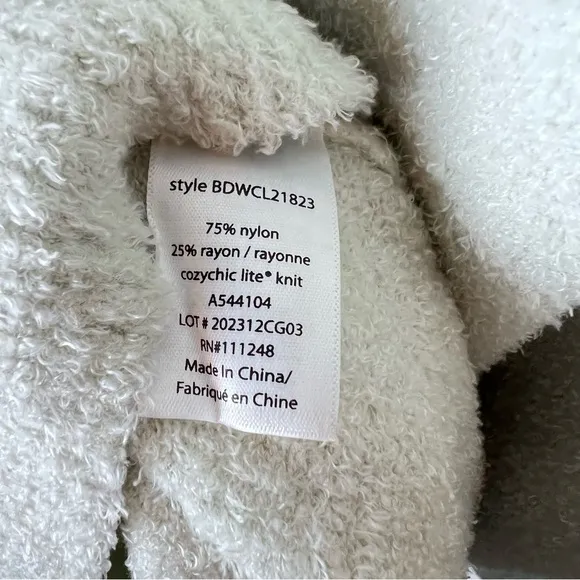 style BDWCL21823
75% nylon
25% rayon / rayonne
cozychic lite® knit
A544104
LOT # 202312CG03
RN#111248
Made In China/
Fabriqué en Chine